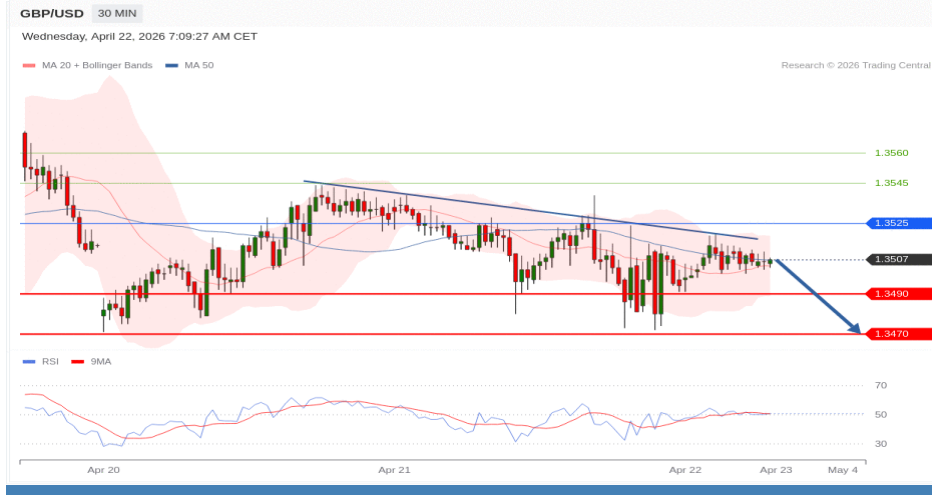 GBP/USD 30 MIN
Wednesday, April 22, 2026 7:09:27 AM CET
MA 20 + Bollinger Bands MA 50 Research © 2026 Trading Central
1.3560
1.3545
1.3525
1.3507
1.3490
1.3470
RSI 9MA
70
50
30
Apr 20 Apr 21 Apr 22 Apr 23 May 4